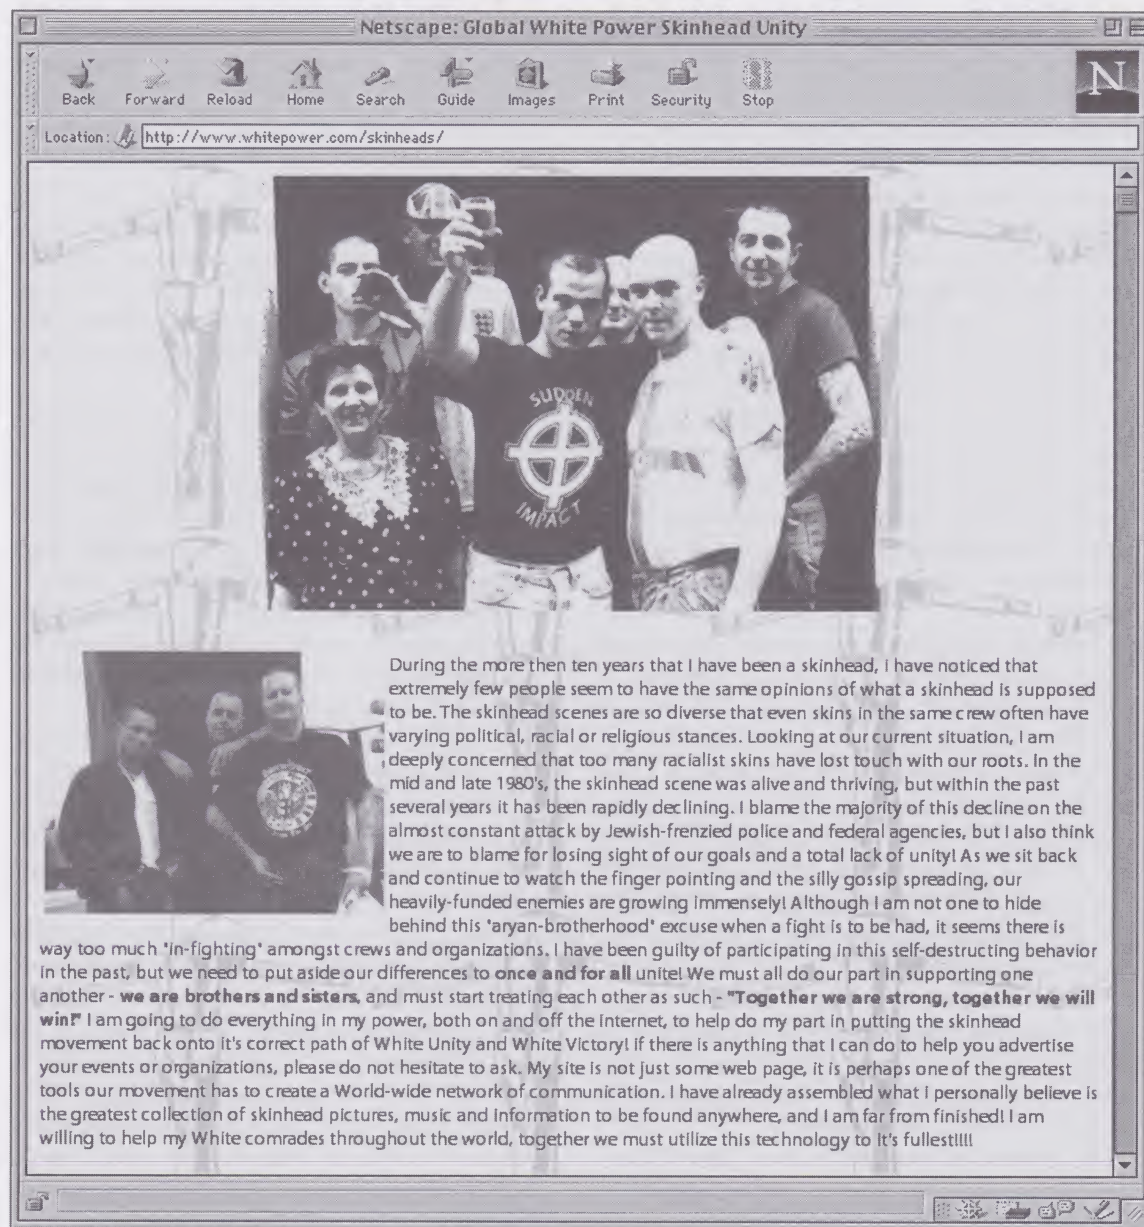 Netscape: Global White Power Skinhead Unity
Back Forward Reload Home Search Guide Images Print Security Stop
N
Location: http://www.whitepower.com/skinheads/
SUDDEN
IMPACT
During the more then ten years that I have been a skinhead, I have noticed that
extremely few people seem to have the same opinions of what a skinhead is supposed
to be. The skinhead scenes are so diverse that even skins in the same crew often have
varying political, racial or religious stances. Looking at our current situation, I am
deeply concerned that too many racialist skins have lost touch with our roots. In the
mid and late 1980's, the skinhead scene was alive and thriving, but within the past
several years it has been rapidly declining. I blame the majority of this decline on the
almost constant attack by Jewish-frenzied police and federal agencies, but I also think
we are to blame for losing sight of our goals and a total lack of unity! As we sit back
and continue to watch the finger pointing and the silly gossip spreading, our
heavily-funded enemies are growing immensely! Although I am not one to hide
behind this 'aryan-brotherhood' excuse when a fight is to be had, it seems there is
way too much 'in-fighting' amongst crews and organizations. I have been guilty of participating in this self-destructing behavior
in the past, but we need to put aside our differences to once and for all unite! We must all do our part in supporting one
another - we are brothers and sisters, and must start treating each other as such - "Together we are strong, together we will
win!" I am going to do everything in my power, both on and off the internet, to help do my part in putting the skinhead
movement back onto it's correct path of White Unity and White Victory! If there is anything that I can do to help you advertise
your events or organizations, please do not hesitate to ask. My site is not just some web page, it is perhaps one of the greatest
tools our movement has to create a World-wide network of communication. I have already assembled what I personally believe is
the greatest collection of skinhead pictures, music and information to be found anywhere, and I am far from finished! I am
willing to help my White comrades throughout the world, together we must utilize this technology to it's fullest!!!!